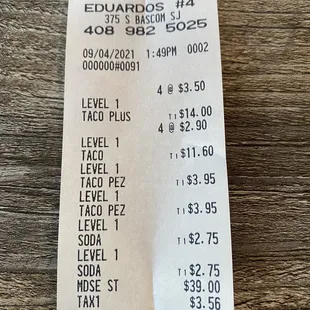 EDUARDOS #4
375 S BASCOM SJ
408 982 5025
09/04/2021 1:49PM 0002
000000#0091
4 @ $3.50
LEVEL 1
TACO PLUS T1 $14.00
4 @ $2.90
LEVEL 1
TACO T1 $11.60
LEVEL 1
TACO PEZ T1 $3.95
LEVEL 1
TACO PEZ T1 $3.95
LEVEL 1
SODA T1 $2.75
LEVEL 1
SODA T1 $2.75
MDSE ST $39.00
TAX1 $3.56